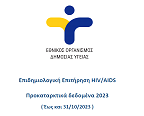 ΕΘΝΙΚΟΣ ΟΡΓΑΝΙΣΜΟΣ
ΔΗΜΟΣΙΑΣ ΥΓΕΙΑΣ
Επιδημιολογική Επιτήρηση HIV/AIDS
Προκαταρκτικά δεδομένα 2023
(Έως και 31/10/2023)